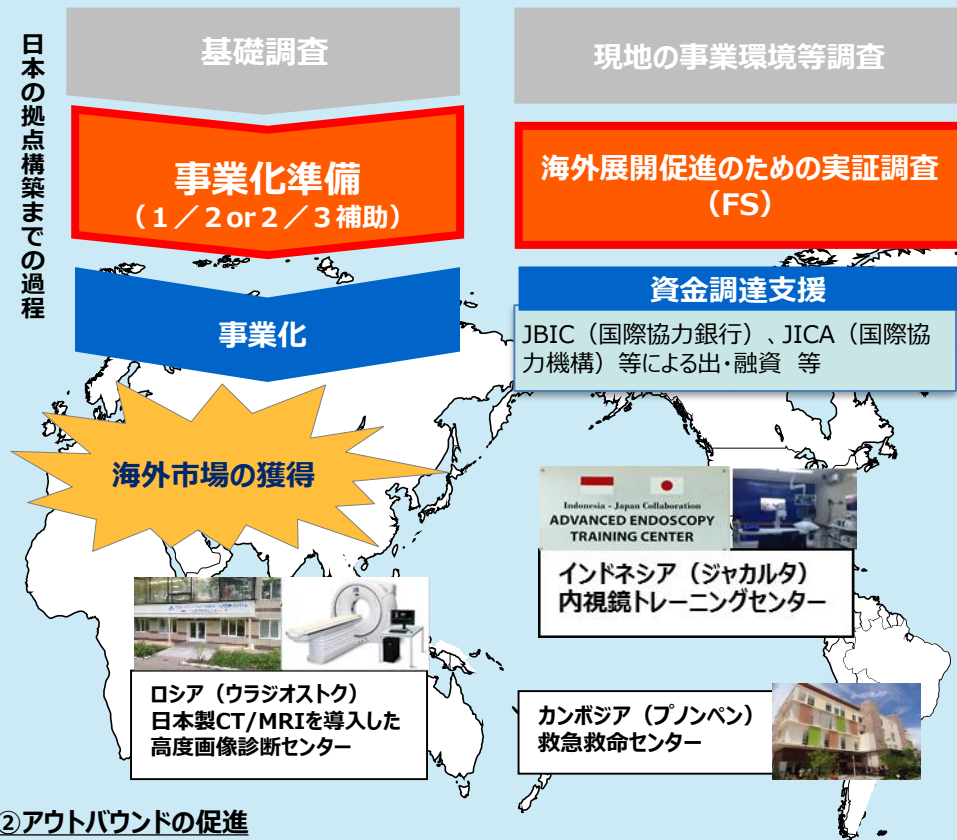 日本の拠点構築までの過程
基礎調査
現地の事業環境等調査
事業化準備
（１／２or２／３補助）
海外展開促進のための実証調査
（FS）
事業化
資金調達支援
JBIC（国際協力銀行）、JICA（国際協
力機構）等による出・融資　等
海外市場の獲得
Indonesia - Japan Collaboration
ADVANCED ENDOSCOPY
TRAINING CENTER
インドネシア（ジャカルタ）
内視鏡トレーニングセンター
ロシア（ウラジオストク）
日本製CT/MRIを導入した
高度画像診断センター
カンボジア（プノンペン）
救急救命センター
②アウトバウンドの促進